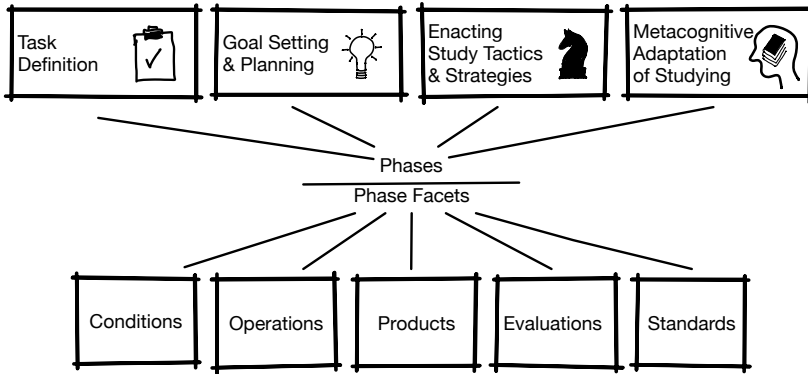 Task
Definition
Goal Setting
& Planning
Enacting
Study Tactics
& Strategies
Metacognitive
Adaptation
of Studying
Phases
Phase Facets
Conditions
Operations
Products
Evaluations
Standards